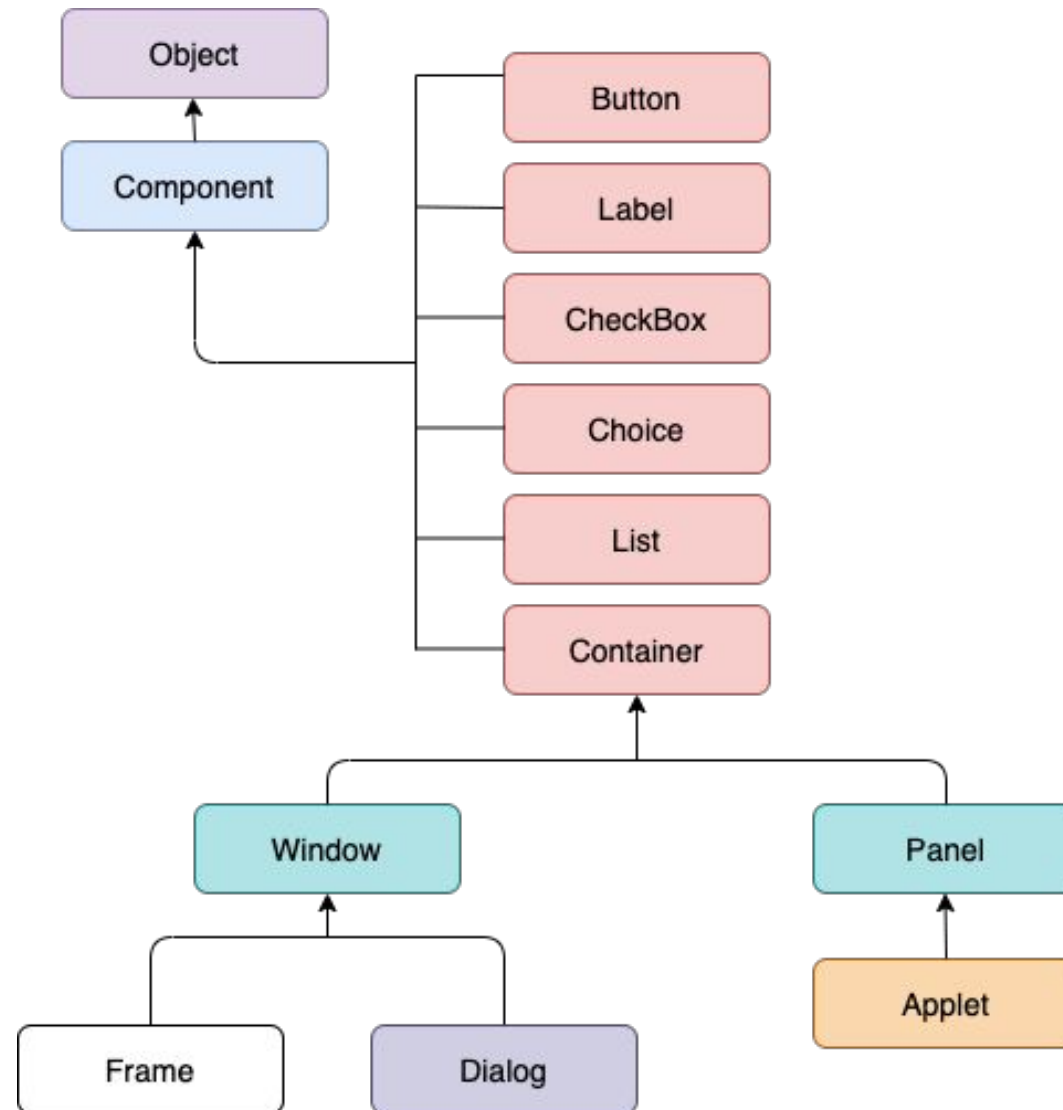 Object
Component
Button
Label
CheckBox
Choice
List
Container
Window
Panel
Applet
Frame
Dialog